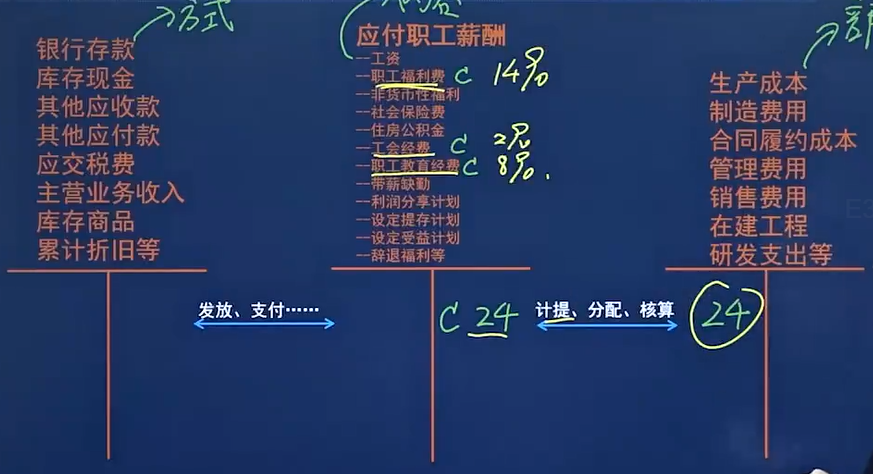 方式
银行存款
库存现金
其他应收款
其他应付款
应交税费
主营业务收入
库存商品
累计折旧等
应付职工薪酬
—工资
—职工福利费 C 14%
—非货币性福利
—社会保险费
—住房公积金
—工会经费 C 2%
—职工教育经费 C 8%.
—带薪缺勤
—利润分享计划
—设定提存计划
—设定受益计划
—辞退福利等
生产成本
制造费用
合同履约成本
管理费用
销售费用
在建工程
研发支出等
发放、支付……
C 24
计提、分配、核算
24